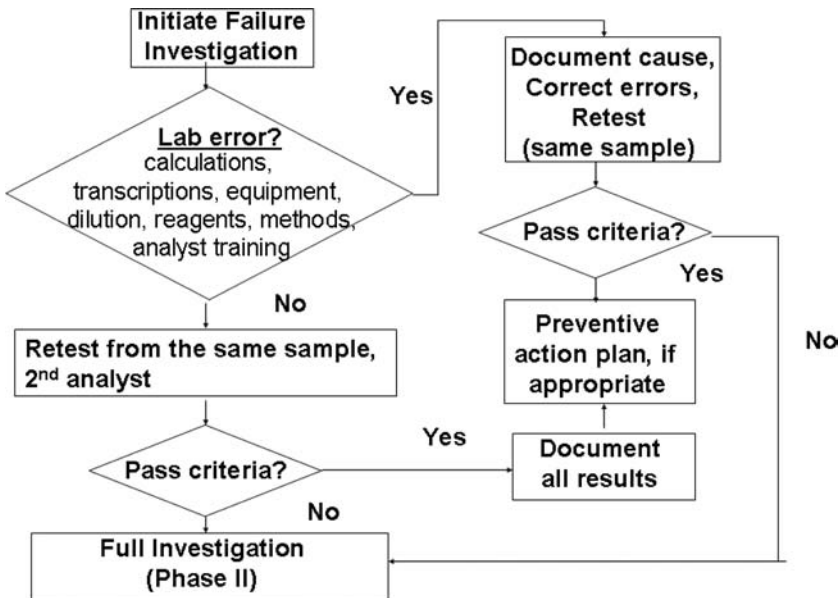 Initiate Failure
Investigation
Lab error?
calculations,
transcriptions, equipment,
dilution, reagents, methods,
analyst training
Yes
Document cause,
Correct errors,
Retest
(same sample)
Pass criteria?
Yes
No
Preventive
action plan, if
appropriate
No
Retest from the same sample,
2nd analyst
Pass criteria?
Yes
Document
all results
No
Full Investigation
(Phase II)